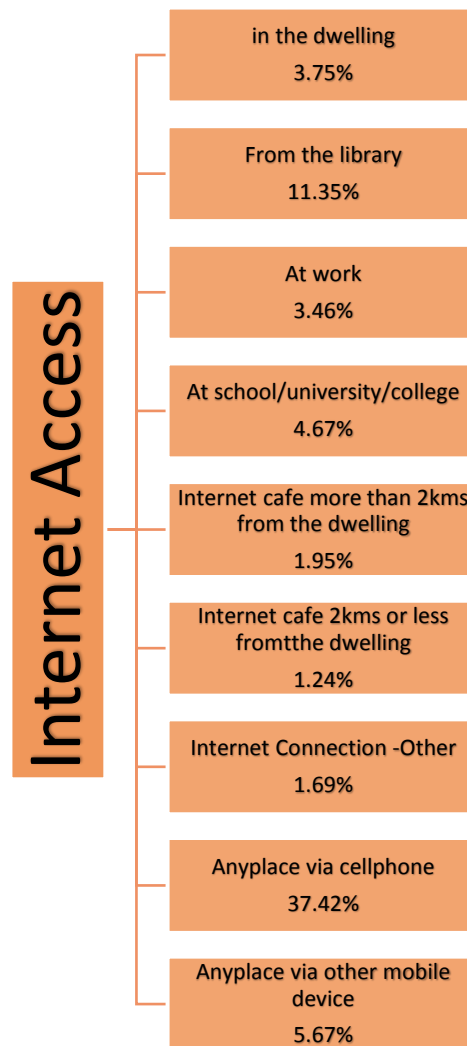 Internet Access
in the dwelling
3.75%
From the library
11.35%
At work
3.46%
At school/university/college
4.67%
Internet cafe more than 2kms
from the dwelling
1.95%
Internet cafe 2kms or less
fromtthe dwelling
1.24%
Internet Connection -Other
1.69%
Anyplace via cellphone
37.42%
Anyplace via other mobile
device
5.67%